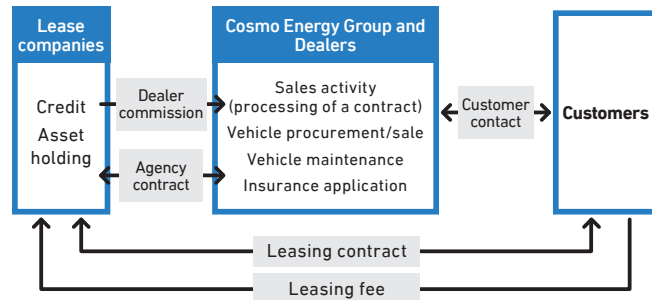 Lease
companies
Credit
Asset
holding
Dealer
commission
Agency
contract
Cosmo Energy Group and
Dealers
Sales activity
(processing of a contract)
Vehicle procurement/sale
Vehicle maintenance
Insurance application
Customer
contact
Customers
Leasing contract
Leasing fee